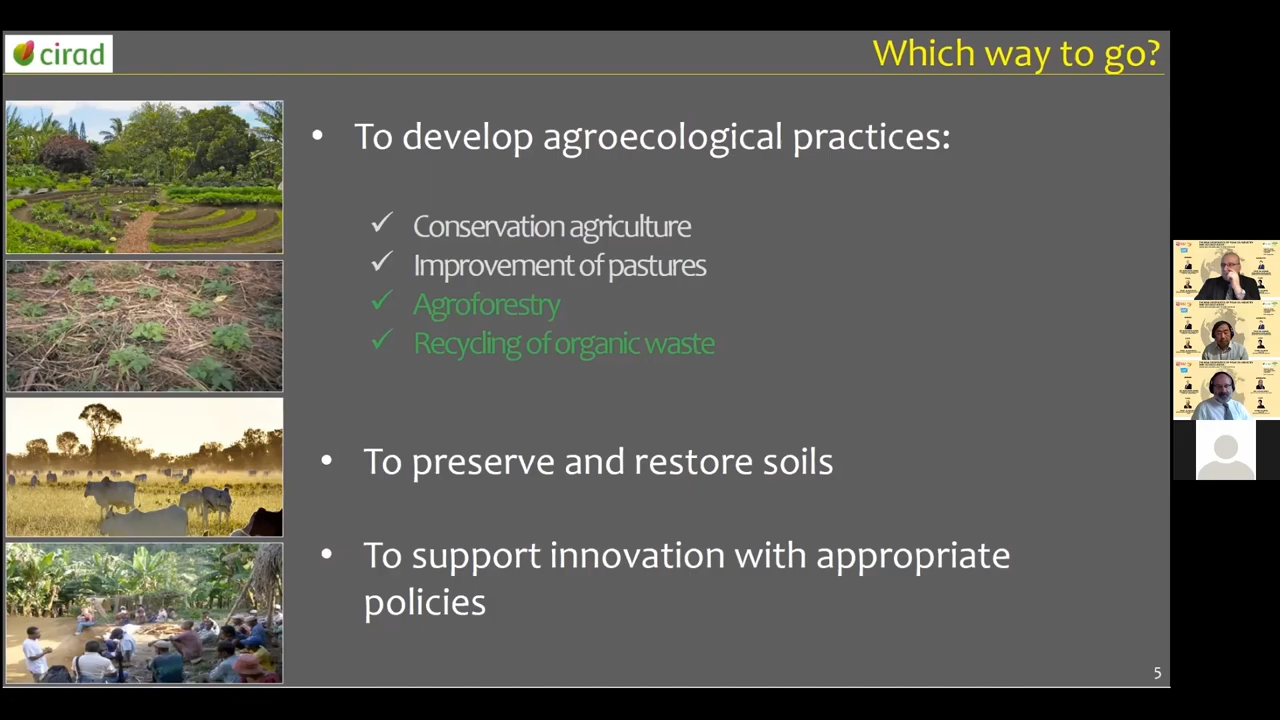 cirad
Which way to go?
• To develop agroecological practices:
✓ Conservation agriculture
✓ Improvement of pastures
✓ Agroforestry
✓ Recycling of organic waste
• To preserve and restore soils
• To support innovation with appropriate
policies
5